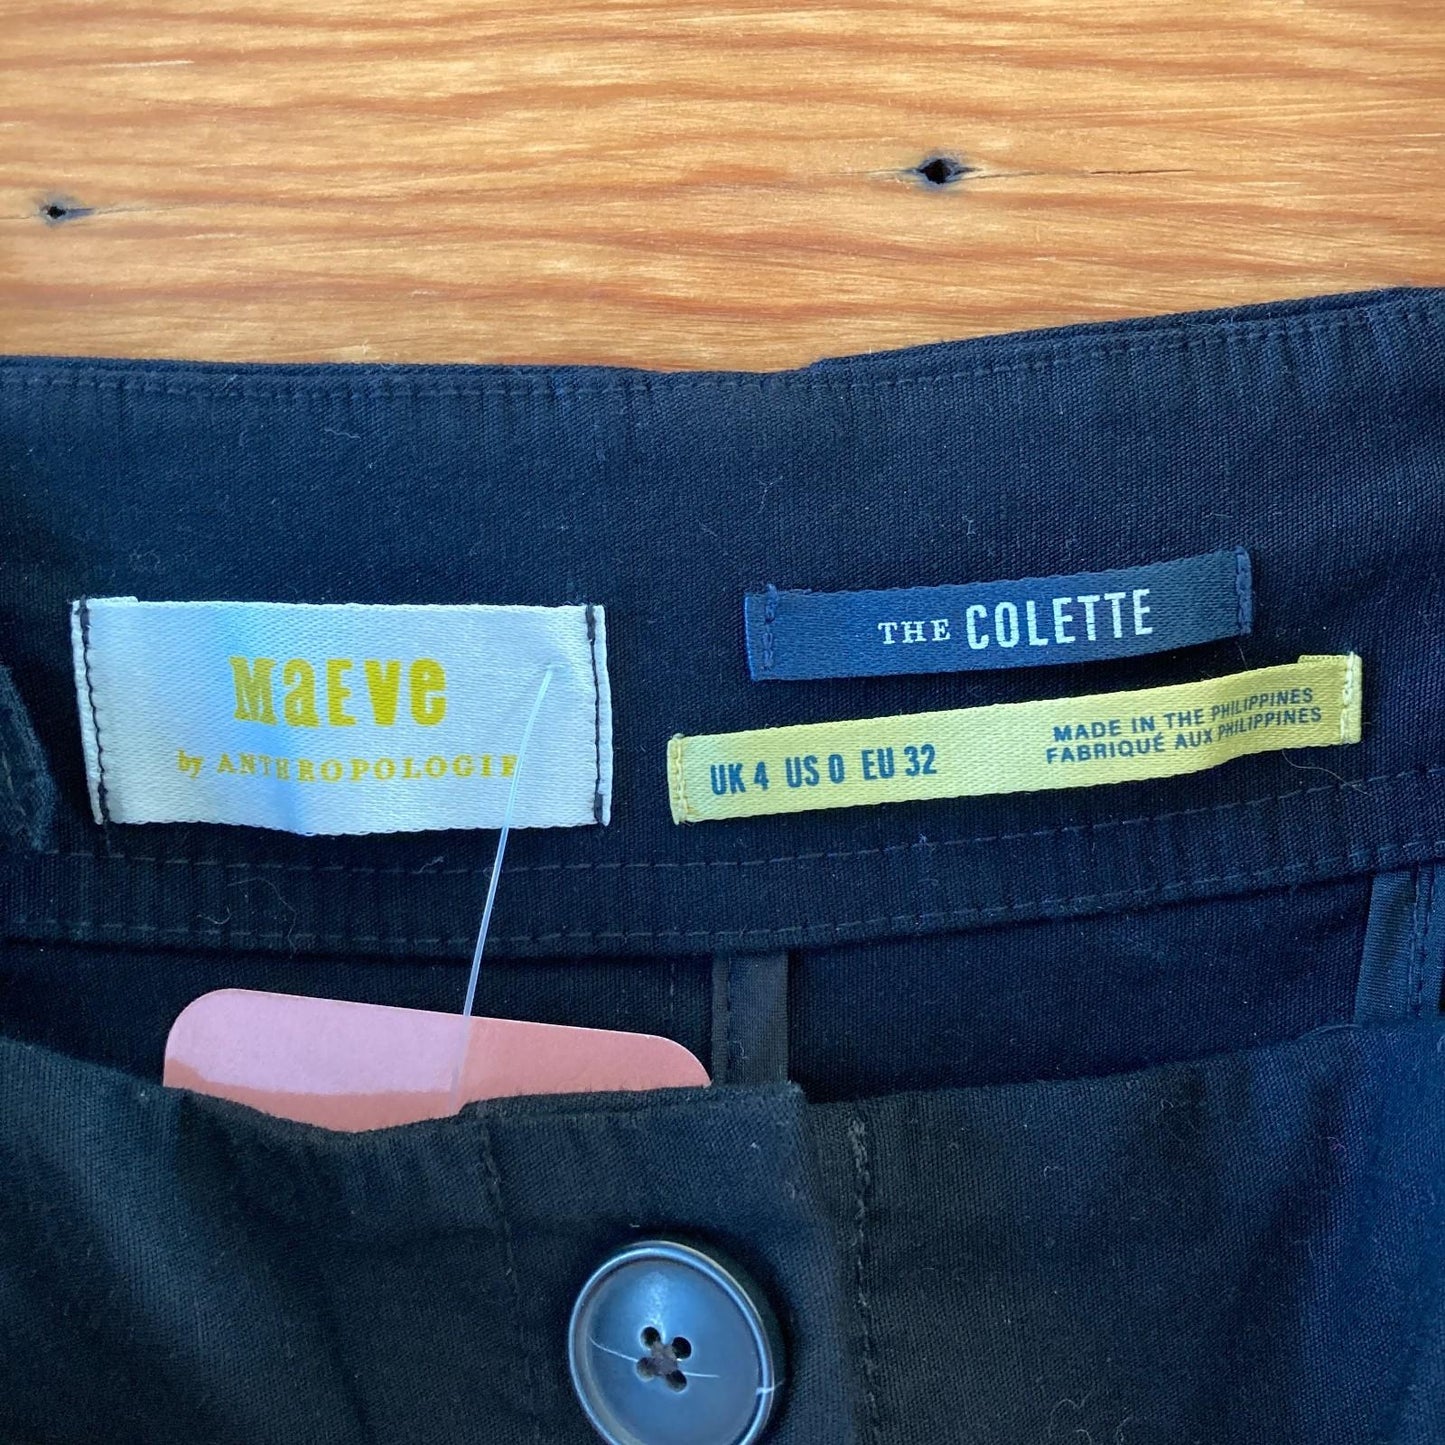 MaEve
by ANTHROPOLOGIE
THE COLETTE
UK 4 US 0 EU 32
MADE IN THE PHILIPPINES
FABRIQUÉ AUX PHILIPPINES